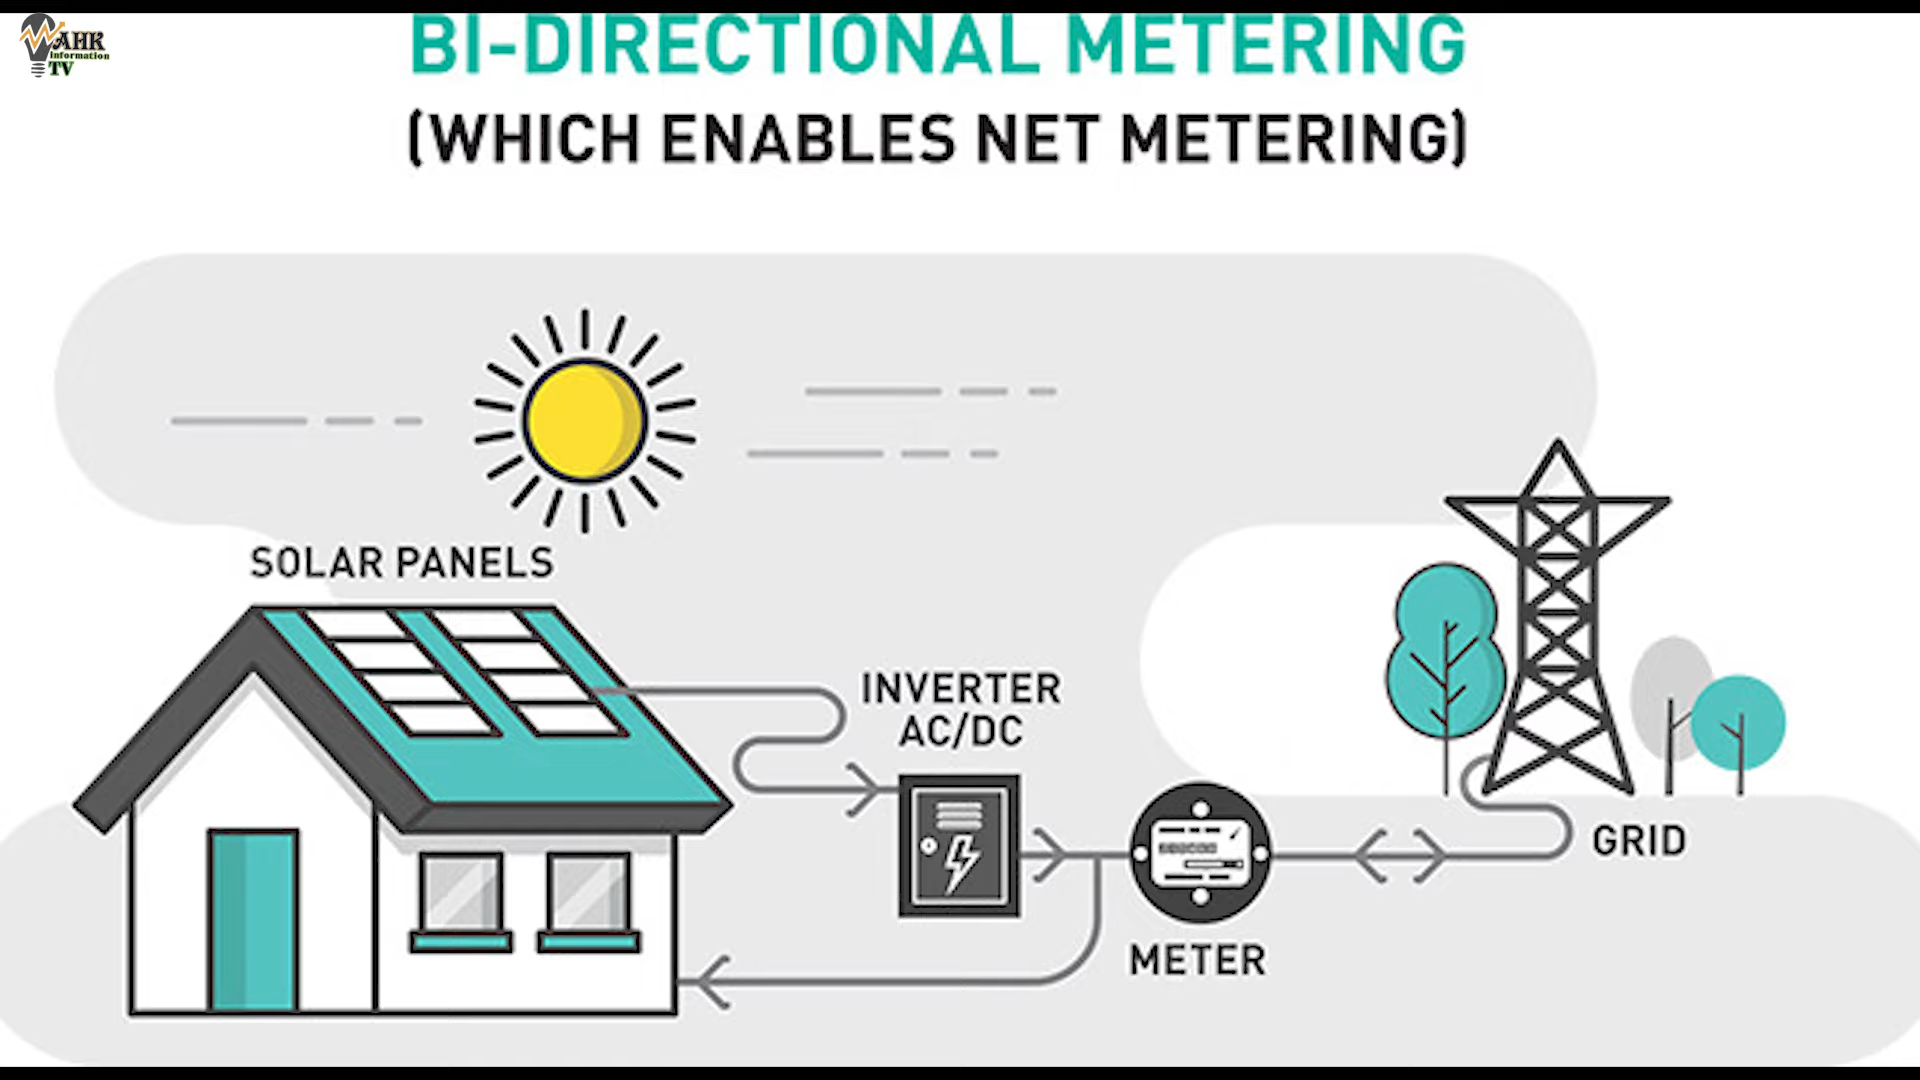 AHK
Information
TV
BI-DIRECTIONAL METERING
(WHICH ENABLES NET METERING)
SOLAR PANELS
INVERTER
AC/DC
METER
GRID